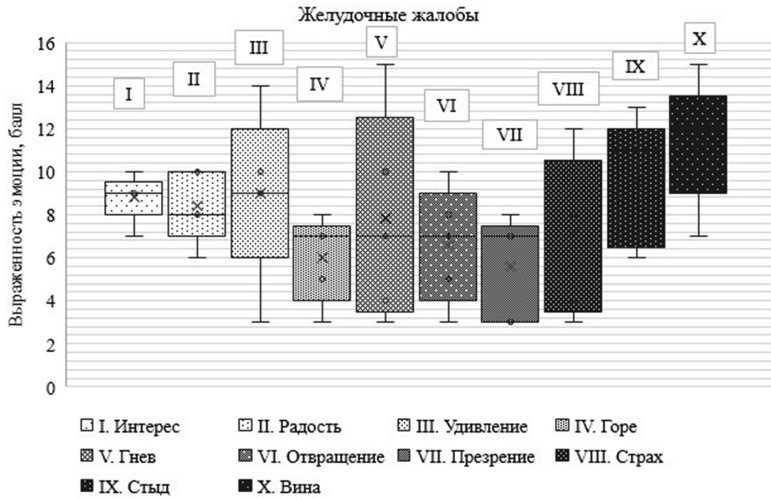 Желудочные жалобы
Выраженность эмоции, балл
16
14
12
10
8
6
4
2
0
I
II
III
IV
V
VI
VII
VIII
IX
X
I. Интерес
II. Радость
III. Удивление
IV. Горе
V. Гнев
VI. Отвращение
VII. Презрение
VIII. Страх
IX. Стыд
X. Вина